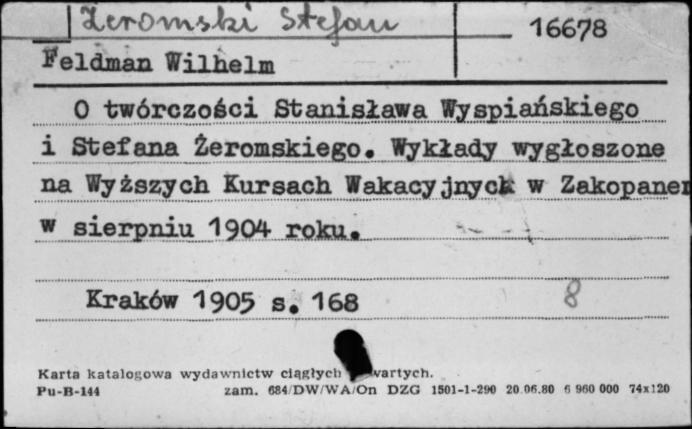 Żeromski Stefan
16678
Feldman Wilhelm
O twórczości Stanisława Wyspiańskiego
i Stefana Żeromskiego. Wykłady wygłoszone
na Wyższych Kursach Wakacyjnych w Zakopanem
w sierpniu 1904 roku.
Kraków 1905 s. 168
8
Karta katalogowa wydawnictw ciągłych wartych.
Pu-B-144 zam. 684/DW/WA/On DZG 1501-1-290 20.06.80 6 960 000 74x120